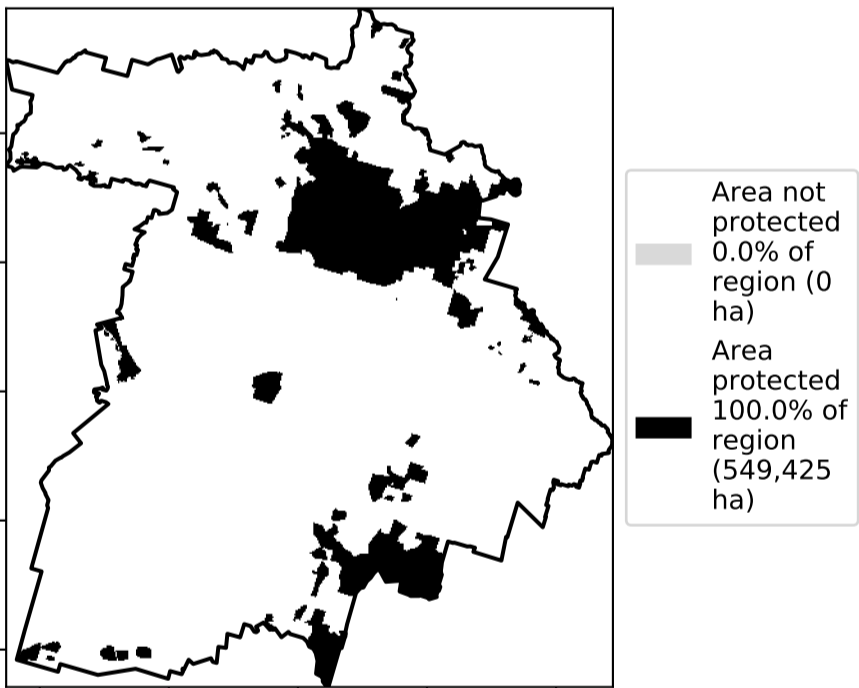 Area not
protected
0.0% of
region (0
ha)
Area
protected
100.0% of
region
(549,425
ha)